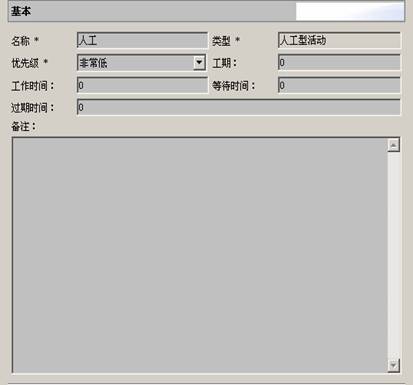 基本
名称 * 人工 类型 * 人工型活动
优先级 * 非常低 工期： 0
工作时间： 0 等待时间： 0
过期时间： 0
备注：